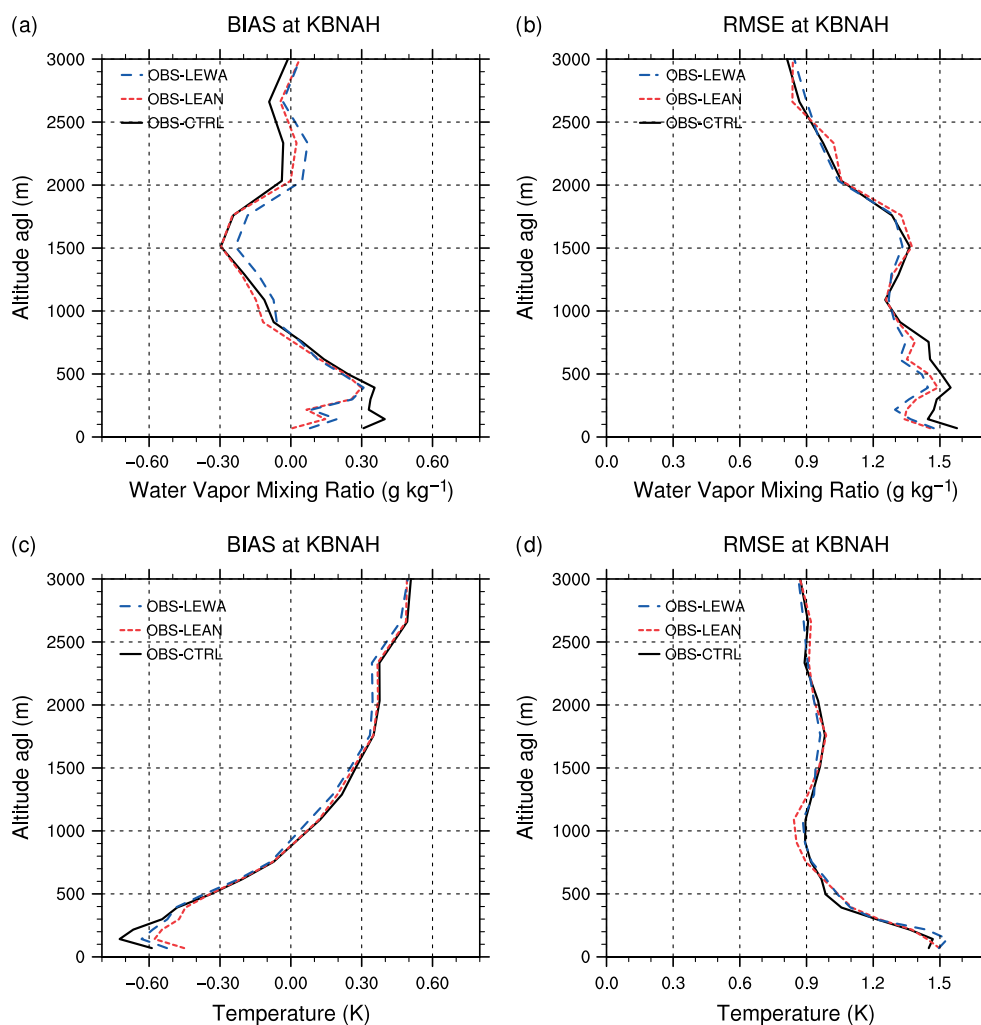 (a)
BIAS at KBNAH
3000
2500
2000
1500
1000
500
0
Altitude agl (m)
OBS-LEWA
OBS-LEAN
OBS-CTRL
−0.60
−0.30
0.00
0.30
0.60
Water Vapor Mixing Ratio (g kg⁻¹)
(b)
RMSE at KBNAH
3000
2500
2000
1500
1000
500
0
Altitude agl (m)
OBS-LEWA
OBS-LEAN
OBS-CTRL
0.0
0.3
0.6
0.9
1.2
1.5
Water Vapor Mixing Ratio (g kg⁻¹)
(c)
BIAS at KBNAH
3000
2500
2000
1500
1000
500
0
Altitude agl (m)
OBS-LEWA
OBS-LEAN
OBS-CTRL
−0.60
−0.30
0.00
0.30
0.60
Temperature (K)
(d)
RMSE at KBNAH
3000
2500
2000
1500
1000
500
0
Altitude agl (m)
OBS-LEWA
OBS-LEAN
OBS-CTRL
0.0
0.3
0.6
0.9
1.2
1.5
Temperature (K)